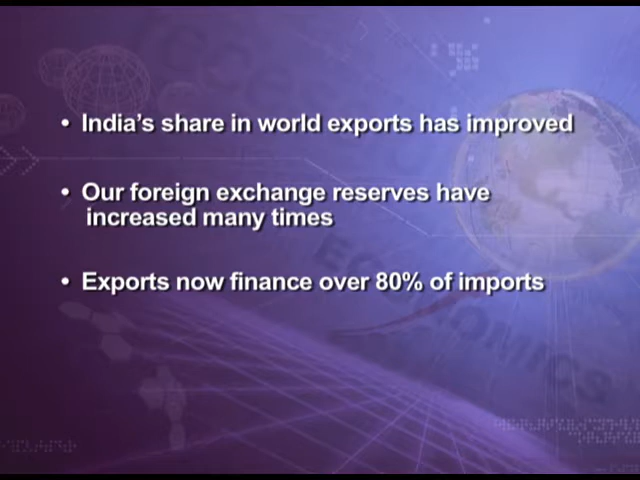 • India's share in world exports has improved
• Our foreign exchange reserves have
increased many times
• Exports now finance over 80% of imports
ECONOMICS